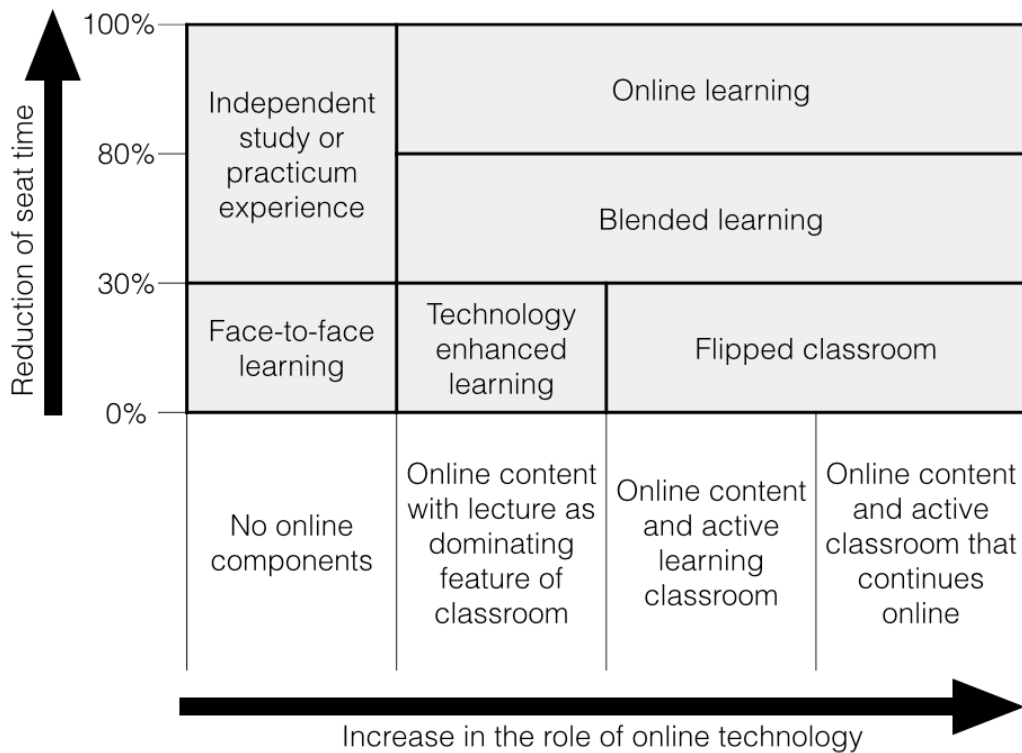 100%
80%
30%
0%
Reduction of seat time
Independent
study or
practicum
experience
Online learning
Blended learning
Face-to-face
learning
Technology
enhanced
learning
Flipped classroom
No online
components
Online content
with lecture as
dominating
feature of
classroom
Online content
and active
learning
classroom
Online content
and active
classroom that
continues
online
Increase in the role of online technology